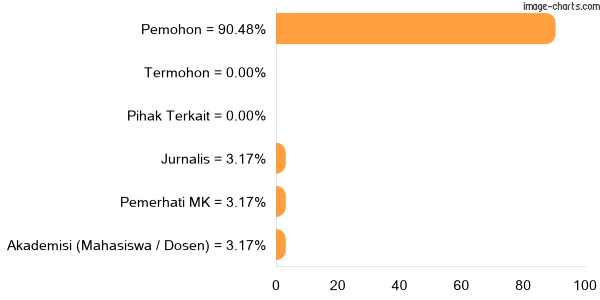 image-charts.com
Pemohon = 90.48%
Termohon = 0.00%
Pihak Terkait = 0.00%
Jurnalis = 3.17%
Pemerhati MK = 3.17%
Akademisi (Mahasiswa / Dosen) = 3.17%
0 20 40 60 80 100